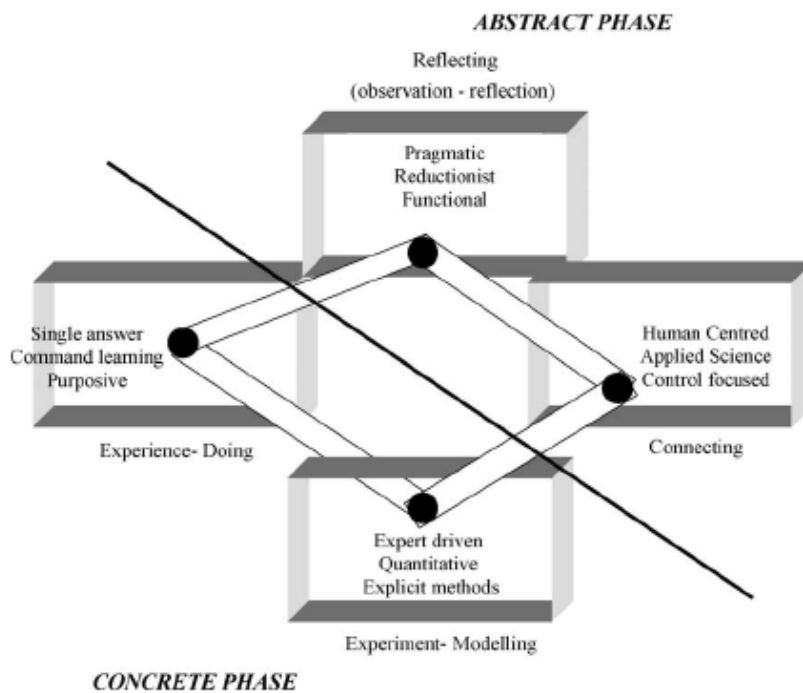 ABSTRACT PHASE
Reflecting
(observation - reflection)
Pragmatic
Reductionist
Functional
Single answer
Command learning
Purposive
Experience- Doing
Human Centred
Applied Science
Control focused
Connecting
Expert driven
Quantitative
Explicit methods
Experiment- Modelling
CONCRETE PHASE